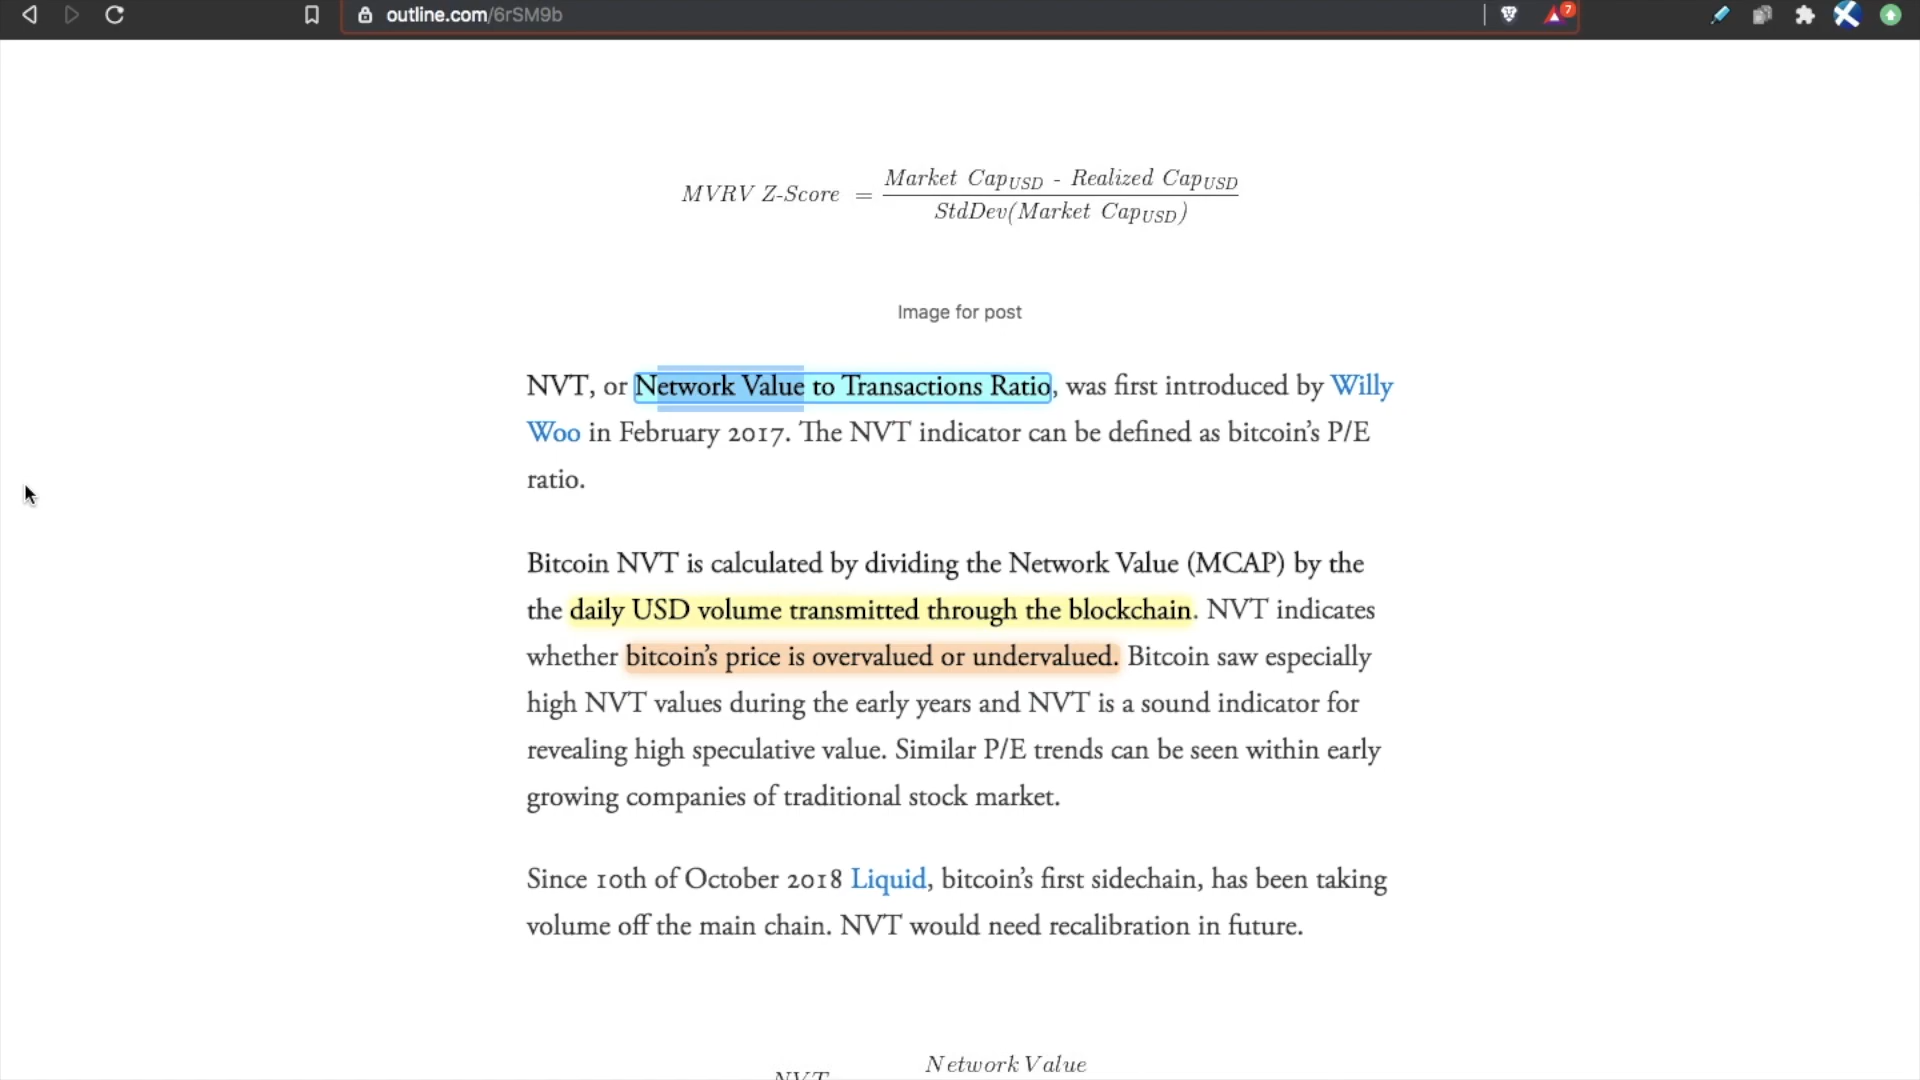 outline.com/6rSM9b
7
MVRV Z-Score = Market Cap_USD - Realized Cap_USD
StdDev(Market Cap_USD)
Image for post
NVT, or Network Value to Transactions Ratio, was first introduced by Willy
Woo in February 2017. The NVT indicator can be defined as bitcoin’s P/E
ratio.
Bitcoin NVT is calculated by dividing the Network Value (MCAP) by the
the daily USD volume transmitted through the blockchain. NVT indicates
whether bitcoin’s price is overvalued or undervalued. Bitcoin saw especially
high NVT values during the early years and NVT is a sound indicator for
revealing high speculative value. Similar P/E trends can be seen within early
growing companies of traditional stock market.
Since 10th of October 2018 Liquid, bitcoin’s first sidechain, has been taking
volume off the main chain. NVT would need recalibration in future.
Network Value
NVT